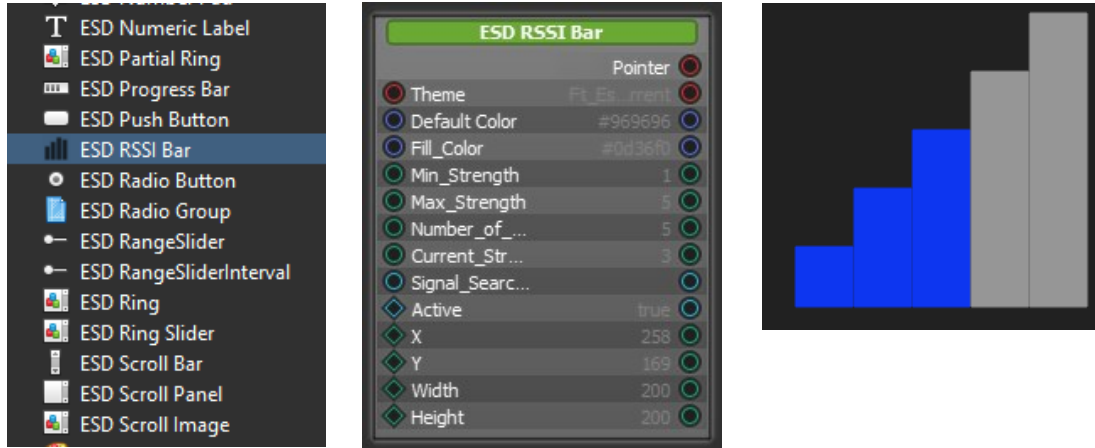 ESD Numeric Label
ESD Partial Ring
ESD Progress Bar
ESD Push Button
ESD RSSI Bar
ESD Radio Button
ESD Radio Group
ESD RangeSlider
ESD RangeSliderInterval
ESD Ring
ESD Ring Slider
ESD Scroll Bar
ESD Scroll Panel
ESD Scroll Image
ESD RSSI Bar
Pointer
Theme Ft_Es...rrent
Default Color #969696
Fill_Color #0d36f0
Min_Strength 1
Max_Strength 5
Number_of_... 5
Current_Str... 3
Signal_Searc...
Active true
X 258
Y 169
Width 200
Height 200